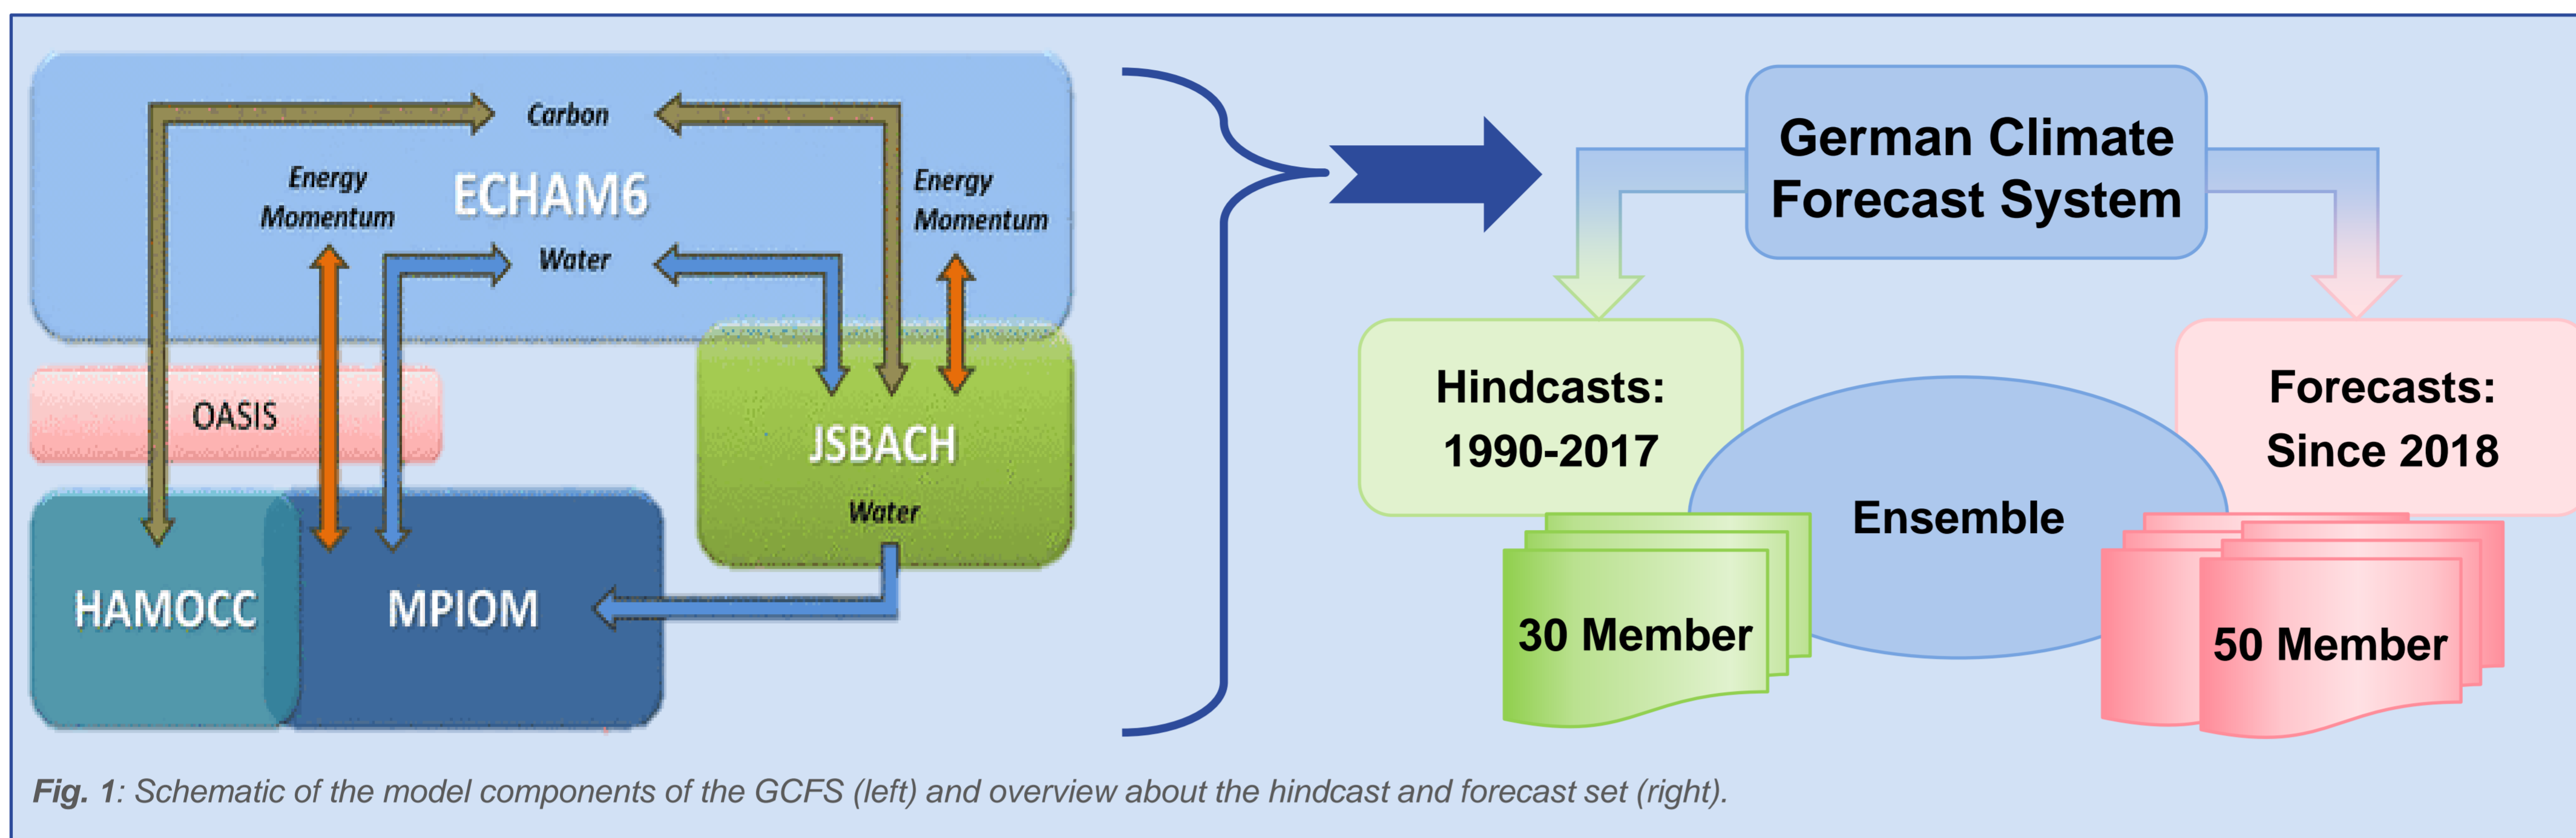 Carbon
Energy
Momentum
ECHAM6
Energy
Momentum
Water
OASIS
JSBACH
Water
HAMOCC
MPIOM
German Climate
Forecast System
Hindcasts:
1990-2017
Forecasts:
Since 2018
Ensemble
30 Member
50 Member
Fig. 1: Schematic of the model components of the GCFS (left) and overview about the hindcast and forecast set (right).